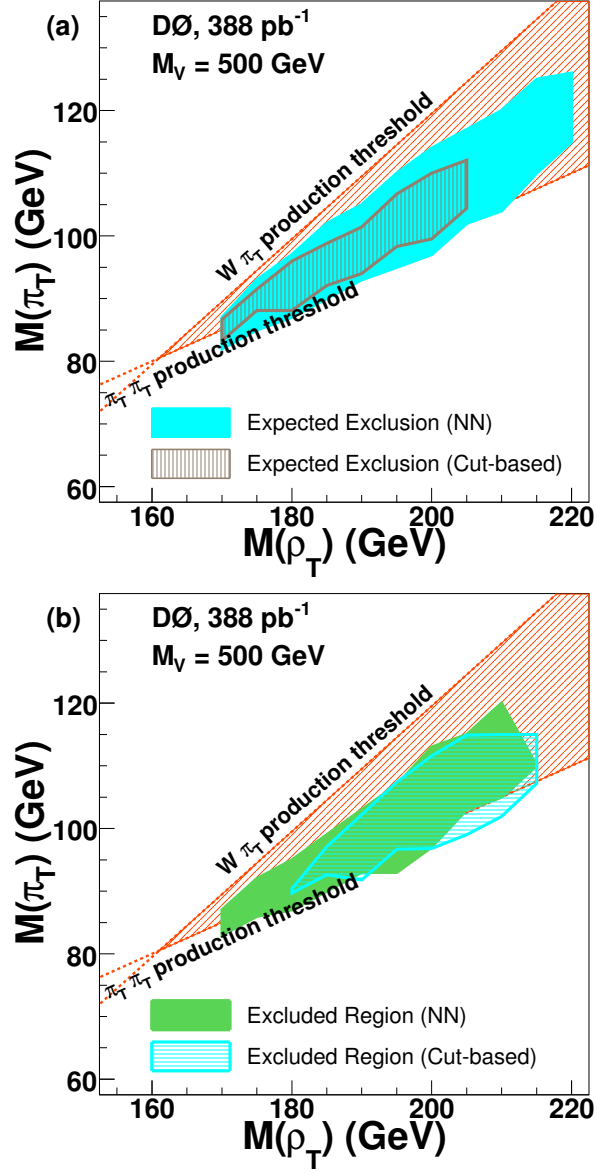 (a)
DØ, 388 pb⁻¹
M_V = 500 GeV
120
100
80
60
M(π_T) (GeV)
W π_T production threshold
π_T π_T production threshold
Expected Exclusion (NN)
Expected Exclusion (Cut-based)
160
180
200
220
M(ρ_T) (GeV)
(b)
DØ, 388 pb⁻¹
M_V = 500 GeV
120
100
80
60
M(π_T) (GeV)
W π_T production threshold
π_T π_T production threshold
Excluded Region (NN)
Excluded Region (Cut-based)
160
180
200
220
M(ρ_T) (GeV)